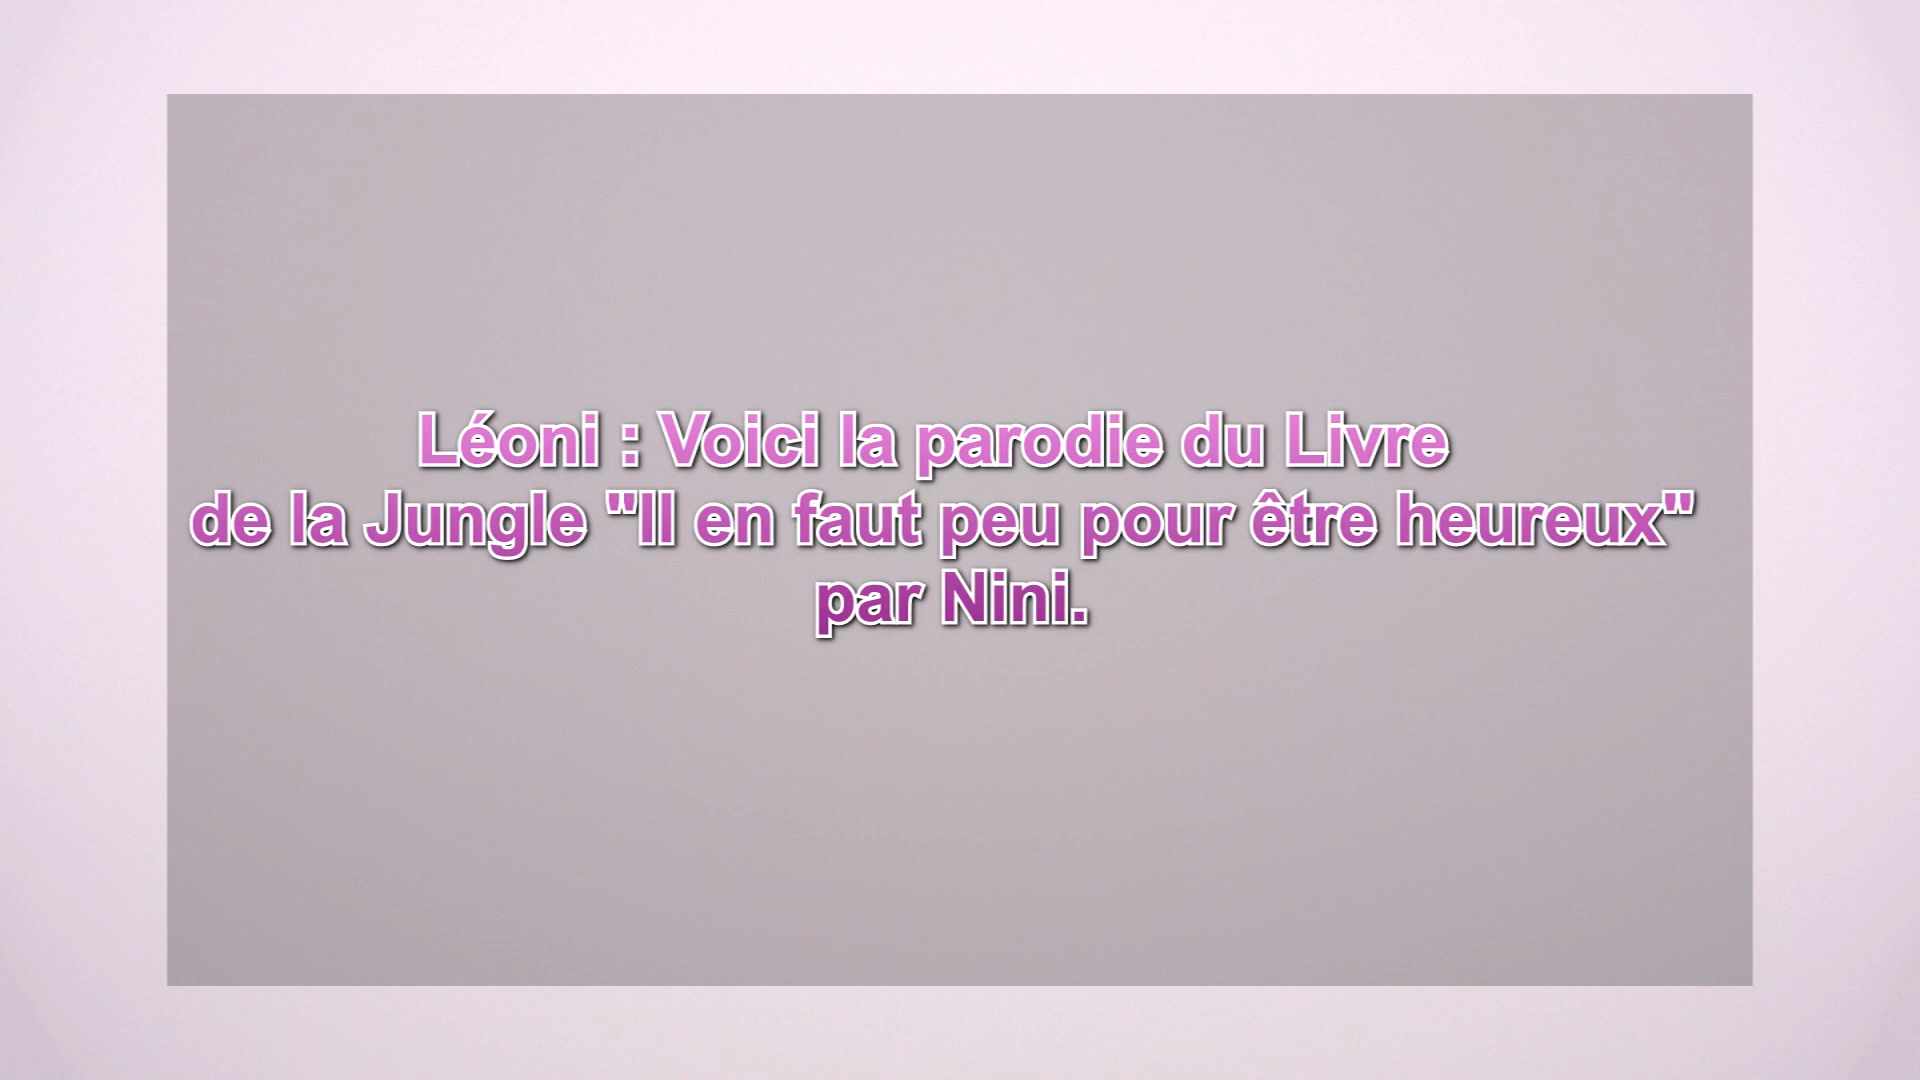 Léoni : Voici la parodie du Livre
de la Jungle "Il en faut peu pour être heureux"
par Nini.